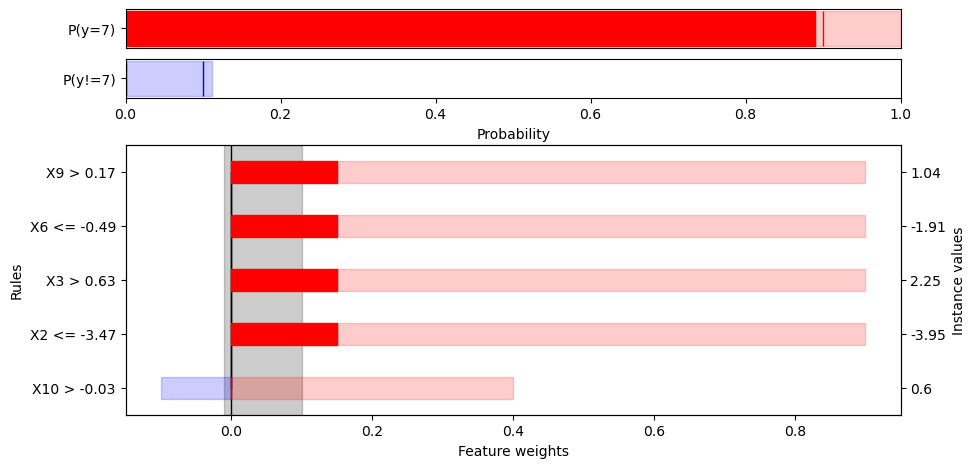 P(y=7)
P(y!=7)
0.0 0.2 0.4 0.6 0.8 1.0
Probability
X9 > 0.17 1.04
X6 <= -0.49 -1.91
X3 > 0.63 2.25
X2 <= -3.47 -3.95
X10 > -0.03 0.6
Rules
Instance values
0.0 0.2 0.4 0.6 0.8
Feature weights